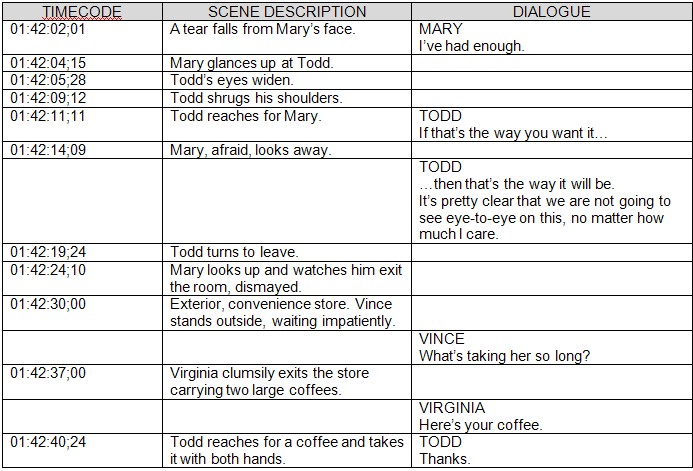 TIMECODE SCENE DESCRIPTION DIALOGUE
01:42:02;01 A tear falls from Mary’s face. MARY
I’ve had enough.
01:42:04;15 Mary glances up at Todd.
01:42:05;28 Todd’s eyes widen.
01:42:09;12 Todd shrugs his shoulders.
01:42:11;11 Todd reaches for Mary. TODD
If that’s the way you want it…
01:42:14;09 Mary, afraid, looks away.
TODD
…then that’s the way it will be.
It’s pretty clear that we are not going to
see eye-to-eye on this, no matter how
much I care.
01:42:19;24 Todd turns to leave.
01:42:24;10 Mary looks up and watches him exit
the room, dismayed.
01:42:30;00 Exterior, convenience store. Vince
stands outside, waiting impatiently.
VINCE
What’s taking her so long?
01:42:37;00 Virginia clumsily exits the store
carrying two large coffees.
VIRGINIA
Here’s your coffee.
01:42:40;24 Todd reaches for a coffee and takes TODD
it with both hands. Thanks.